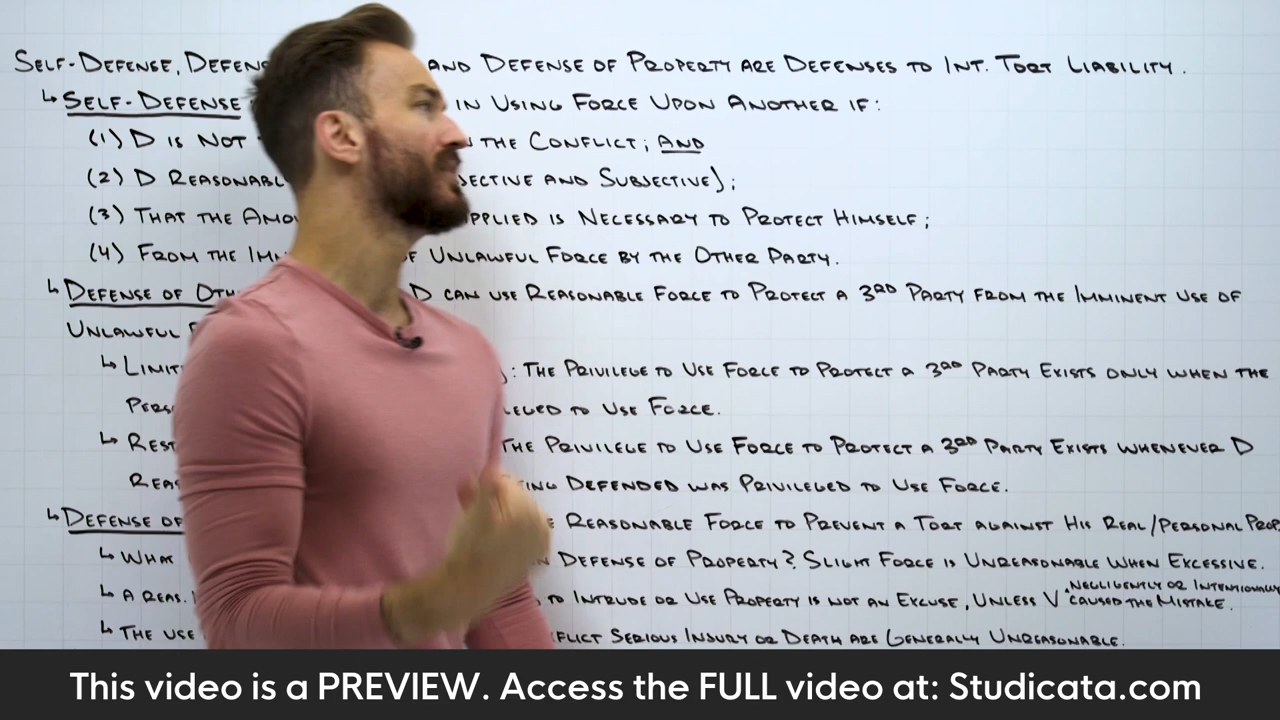 SELF-DEFENSE, DEFENS AND DEFENSE OF PROPERTY ARE DEFENSES TO INT. TORT LIABILITY.
↳ SELF-DEFENSE IN USING FORCE UPON ANOTHER IF:
(1) D IS NOT THE CONFLICT; AND
(2) D REASONABL ECTIVE AND SUBJECTIVE);
(3) THAT THE AMO PPLIED IS NECESSARY TO PROTECT HIMSELF;
(4) FROM THE IMM OF UNLAWFUL FORCE BY THE OTHER PARTY.
↳ DEFENSE OF OTH D CAN USE REASONABLE FORCE TO PROTECT A 3RD PARTY FROM THE IMMINENT USE OF
UNLAWFUL F
↳ LIMIT ): THE PRIVILEGE TO USE FORCE TO PROTECT A 3RD PARTY EXISTS ONLY WHEN THE
PERS LEGED TO USE FORCE.
↳ REST THE PRIVILEGE TO USE FORCE TO PROTECT A 3RD PARTY EXISTS WHENEVER D
REAS ING DEFENDED WAS PRIVILEGED TO USE FORCE.
↳ DEFENSE OF E REASONABLE FORCE TO PREVENT A TORT AGAINST HIS REAL/PERSONAL PROP
↳ WHAT N DEFENSE OF PROPERTY? SLIGHT FORCE IS UNREASONABLE WHEN EXCESSIVE.
↳ A REAS. TO INTRUDE OR USE PROPERTY IS NOT AN EXCUSE, UNLESS V NEGLIGENTLY OR INTENTIONALLY CAUSED THE MISTAKE.
↳ THE USE FLICT SERIOUS INJURY OR DEATH ARE GENERALLY UNREASONABLE.
This video is a PREVIEW. Access the FULL video at: Studicata.com